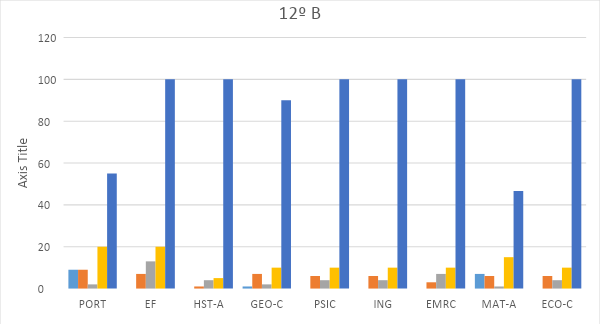 12º B
120
100
80
60
40
20
0
Axis Title
PORT EF HST-A GEO-C PSIC ING EMRC MAT-A ECO-C